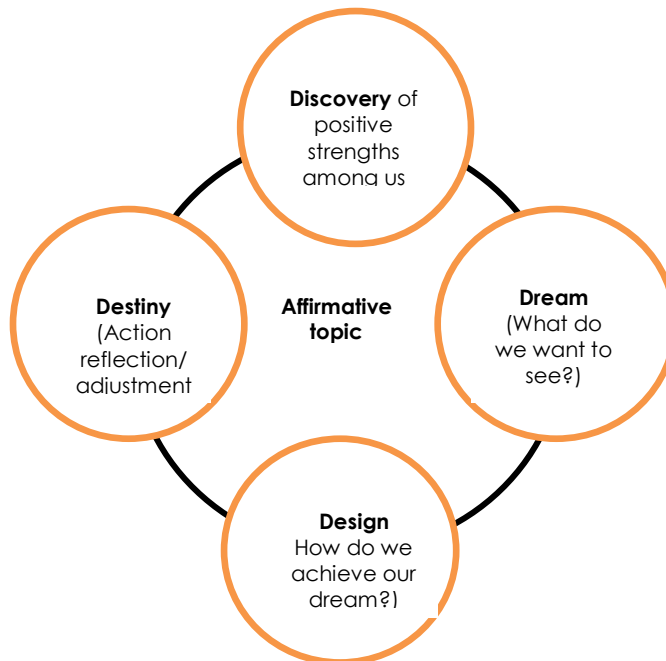 Discovery of
positive
strengths
among us
Destiny
(Action
reflection/
adjustment
Affirmative
topic
Dream
(What do
we want to
see?)
Design
How do we
achieve our
dream?)